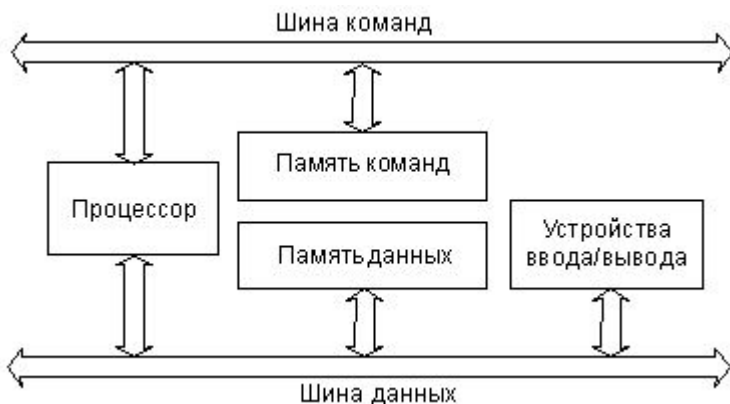 Шина команд
Память команд
Процессор
Память данных
Устройства
ввода/вывода
Шина данных